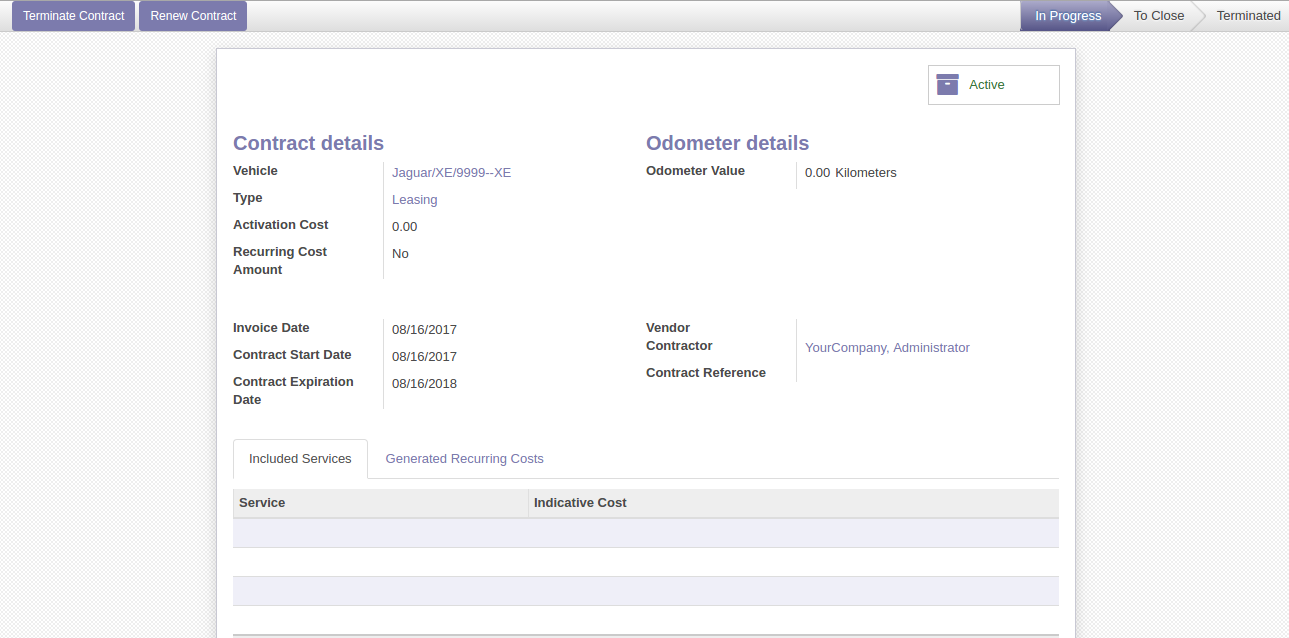 Terminate Contract
Renew Contract
In Progress
To Close
Terminated
Active
Contract details
Vehicle
Jaguar/XE/9999--XE
Type
Leasing
Activation Cost
0.00
Recurring Cost
Amount
No
Odometer details
Odometer Value
0.00 Kilometers
Invoice Date
08/16/2017
Contract Start Date
08/16/2017
Contract Expiration
Date
08/16/2018
Vendor
Contractor
YourCompany, Administrator
Contract Reference
Included Services
Generated Recurring Costs
Service
Indicative Cost